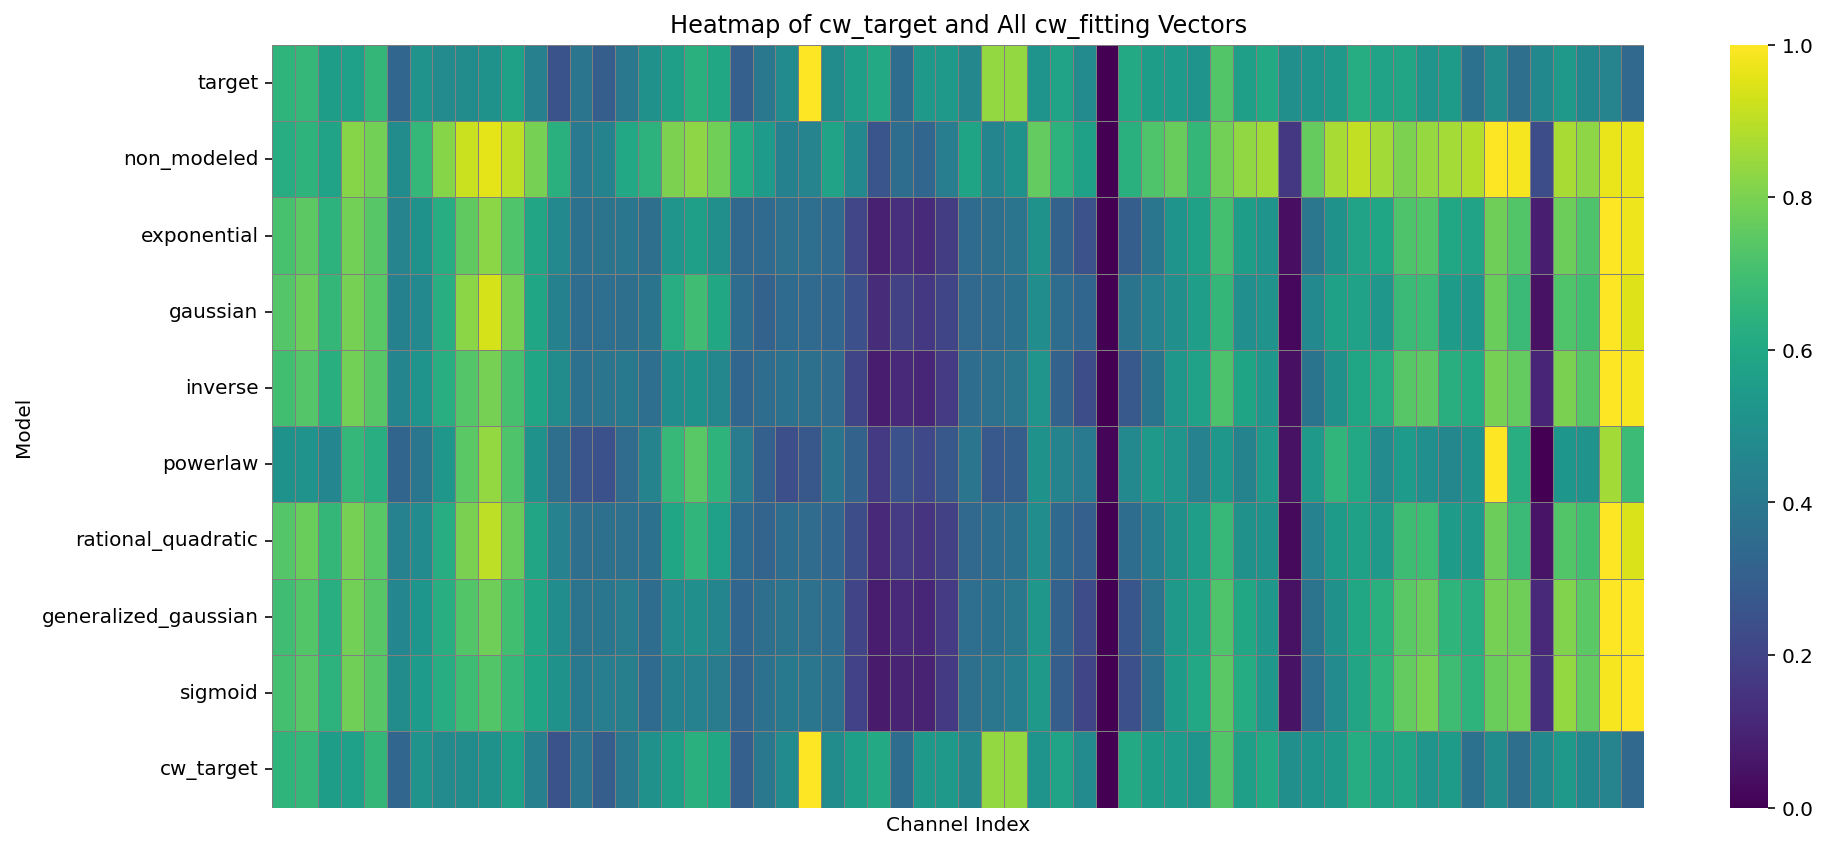 Heatmap of cw_target and All cw_fitting Vectors
Model
target
non_modeled
exponential
gaussian
inverse
powerlaw
rational_quadratic
generalized_gaussian
sigmoid
cw_target
Channel Index
1.0
0.8
0.6
0.4
0.2
0.0